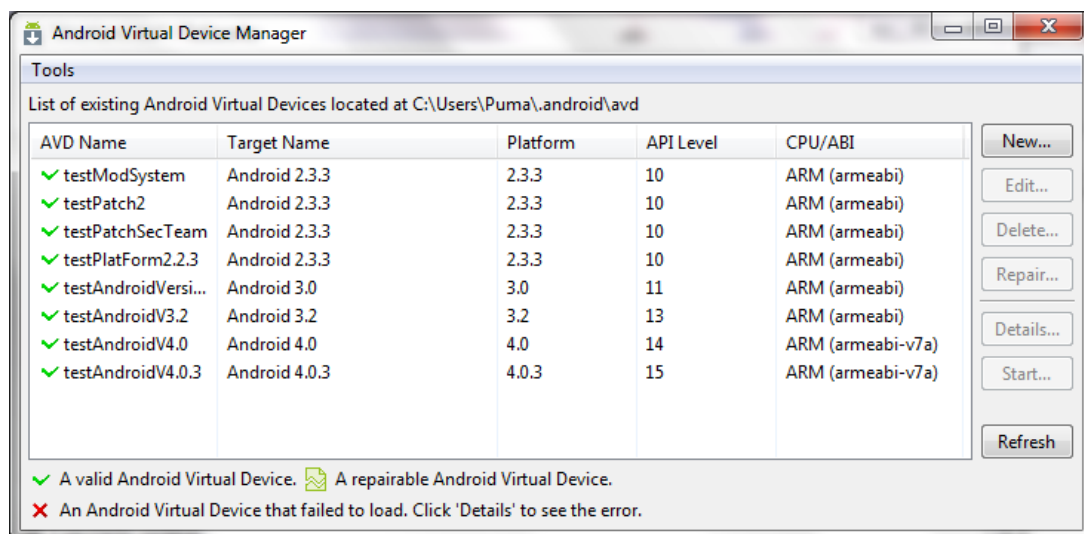 Android Virtual Device Manager
Tools
List of existing Android Virtual Devices located at C:\Users\Puma\.android\avd
AVD Name Target Name Platform API Level CPU/ABI
testModSystem Android 2.3.3 2.3.3 10 ARM (armeabi)
testPatch2 Android 2.3.3 2.3.3 10 ARM (armeabi)
testPatchSecTeam Android 2.3.3 2.3.3 10 ARM (armeabi)
testPlatForm2.2.3 Android 2.3.3 2.3.3 10 ARM (armeabi)
testAndroidVersi... Android 3.0 3.0 11 ARM (armeabi)
testAndroidV3.2 Android 3.2 3.2 13 ARM (armeabi)
testAndroidV4.0 Android 4.0 4.0 14 ARM (armeabi-v7a)
testAndroidV4.0.3 Android 4.0.3 4.0.3 15 ARM (armeabi-v7a)
New...
Edit...
Delete...
Repair...
Details...
Start...
Refresh
A valid Android Virtual Device. A repairable Android Virtual Device.
An Android Virtual Device that failed to load. Click 'Details' to see the error.